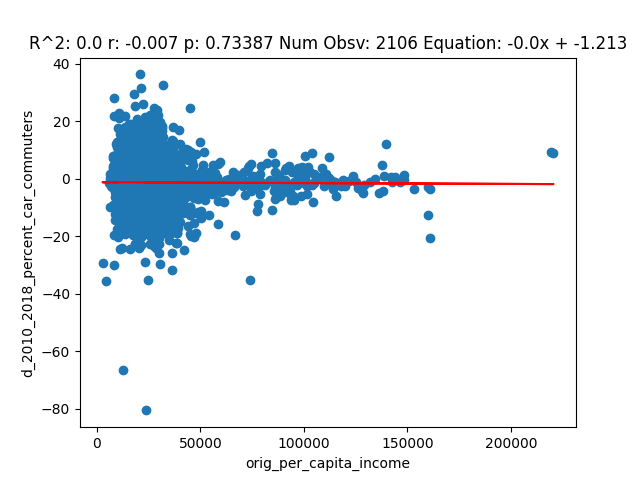 R^2: 0.0 r: -0.007 p: 0.73387 Num Obsv: 2106 Equation: -0.0x + -1.213
40
20
0
−20
−40
−60
−80
d_2010_2018_percent_car_commuters
0 50000 100000 150000 200000
orig_per_capita_income